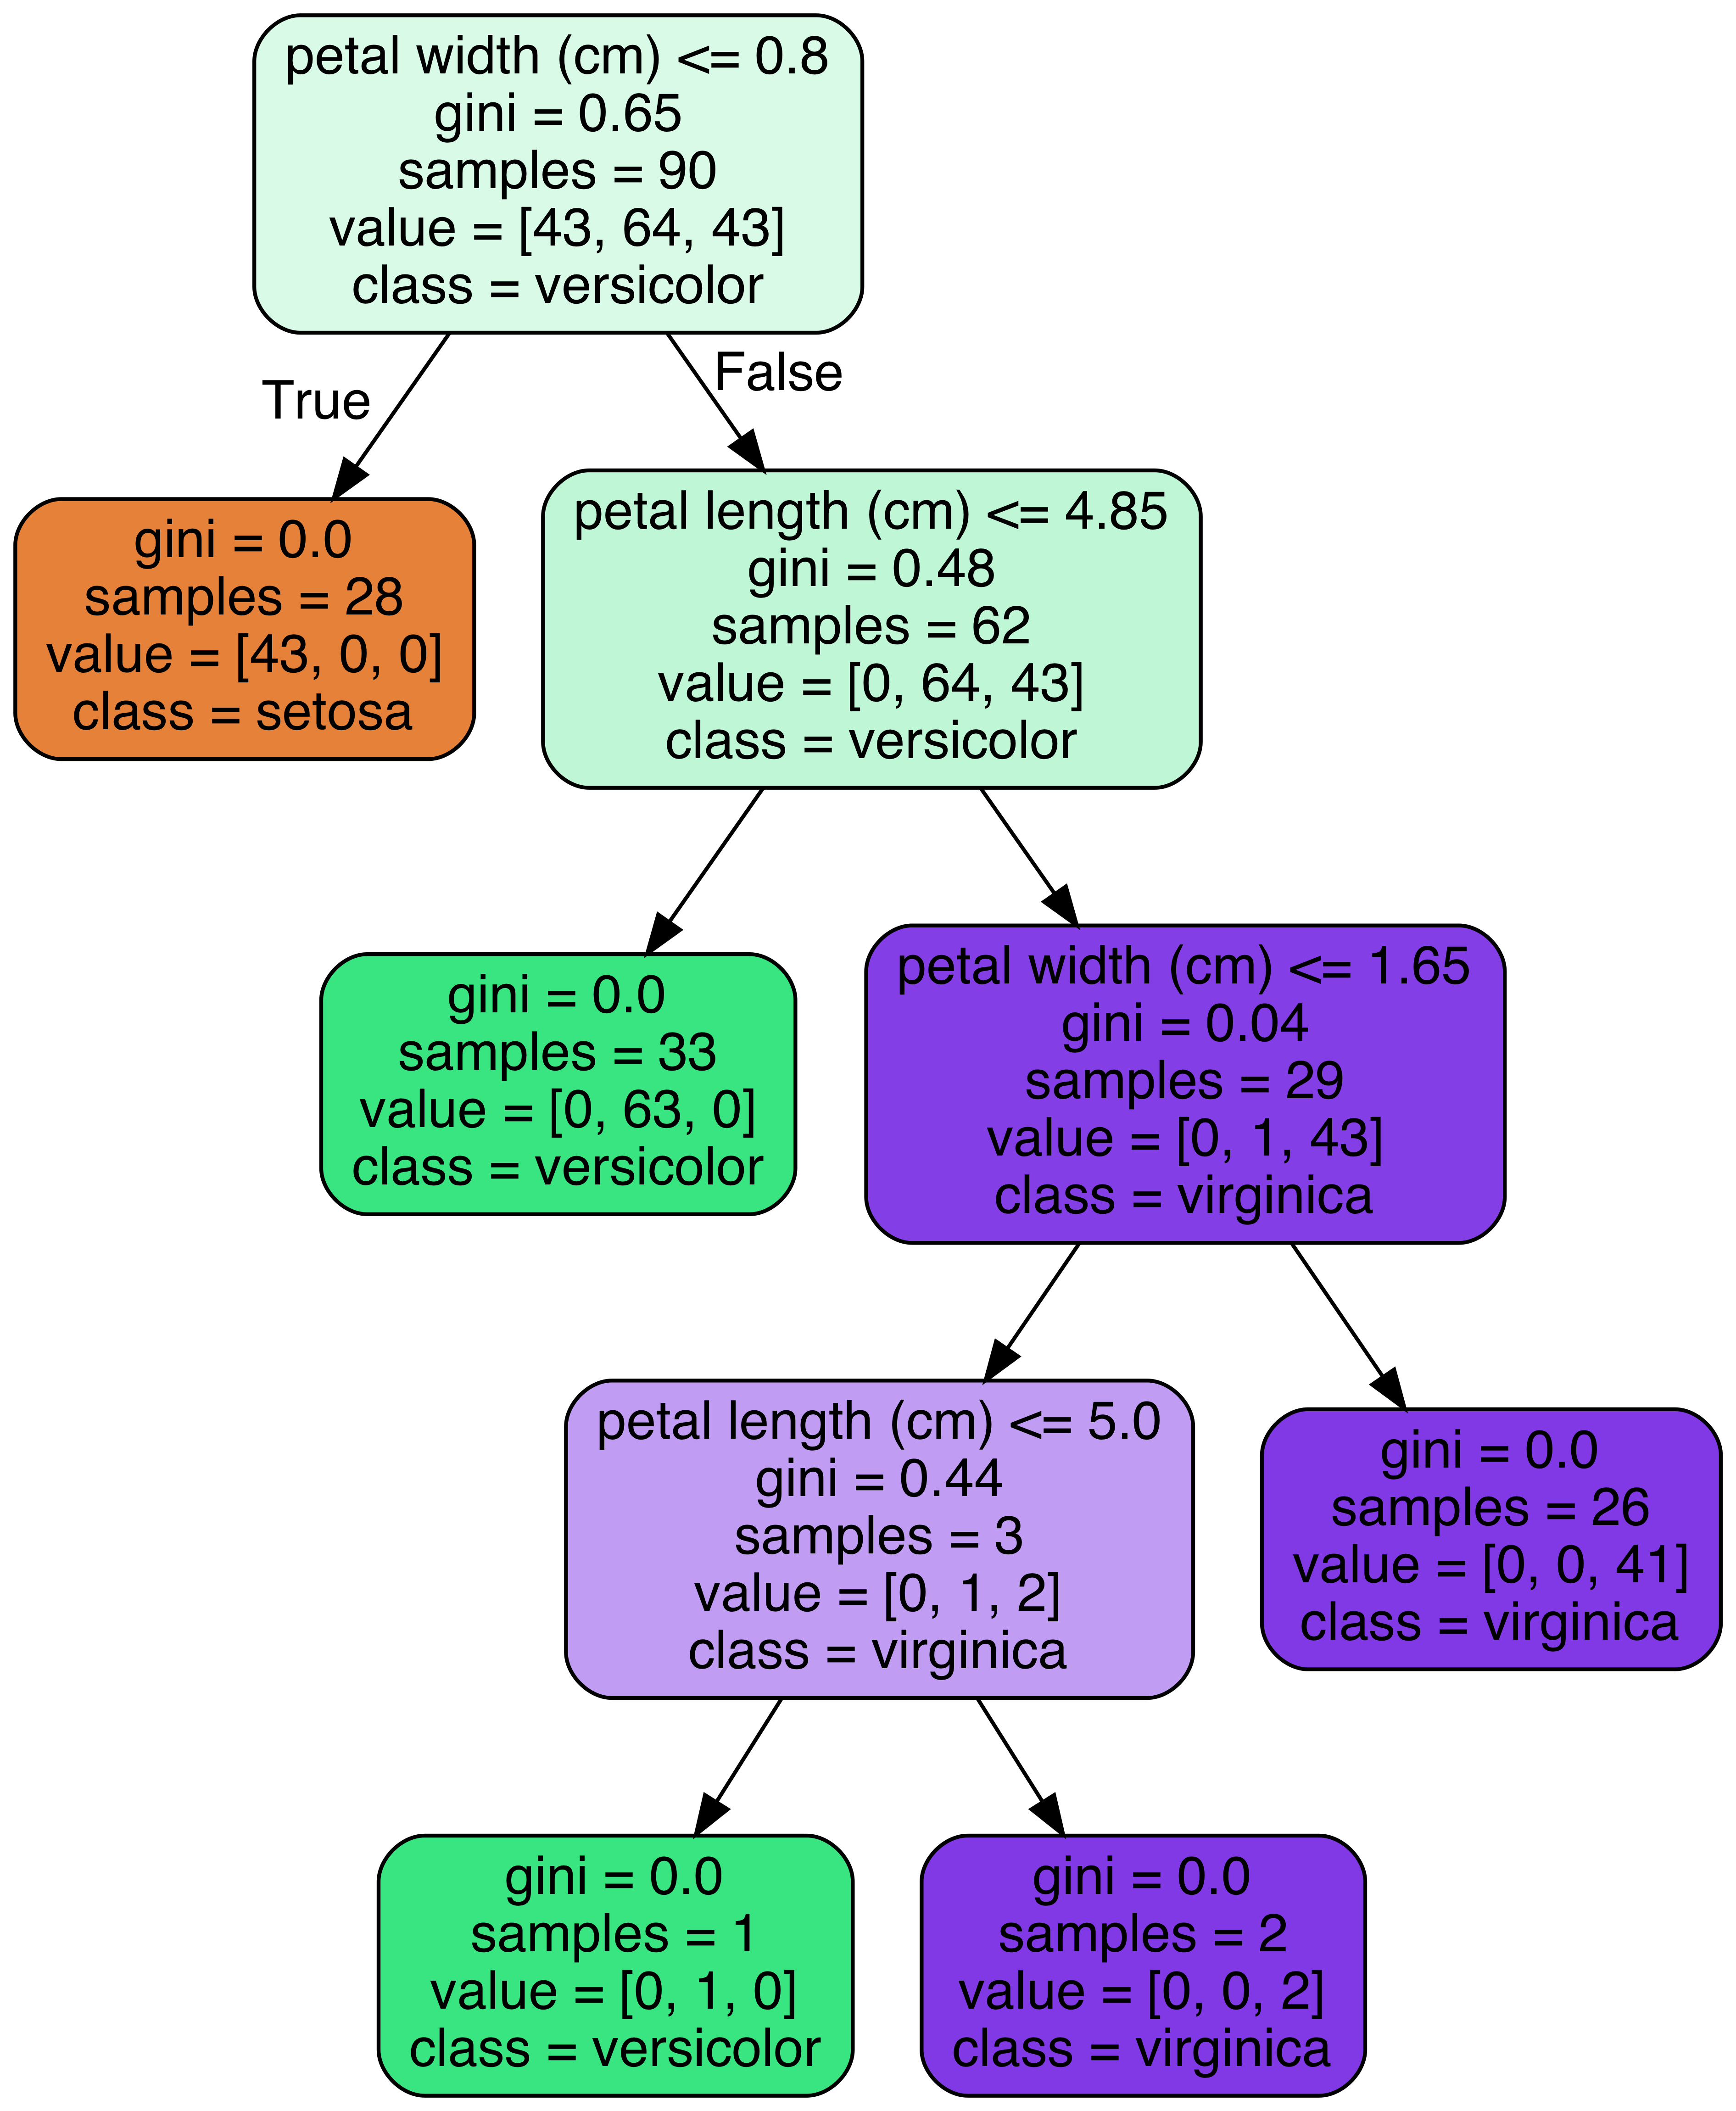 petal width (cm) <= 0.8
gini = 0.65
samples = 90
value = [43, 64, 43]
class = versicolor
True
False
gini = 0.0
samples = 28
value = [43, 0, 0]
class = setosa
petal length (cm) <= 4.85
gini = 0.48
samples = 62
value = [0, 64, 43]
class = versicolor
gini = 0.0
samples = 33
value = [0, 63, 0]
class = versicolor
petal width (cm) <= 1.65
gini = 0.04
samples = 29
value = [0, 1, 43]
class = virginica
petal length (cm) <= 5.0
gini = 0.44
samples = 3
value = [0, 1, 2]
class = virginica
gini = 0.0
samples = 26
value = [0, 0, 41]
class = virginica
gini = 0.0
samples = 1
value = [0, 1, 0]
class = versicolor
gini = 0.0
samples = 2
value = [0, 0, 2]
class = virginica